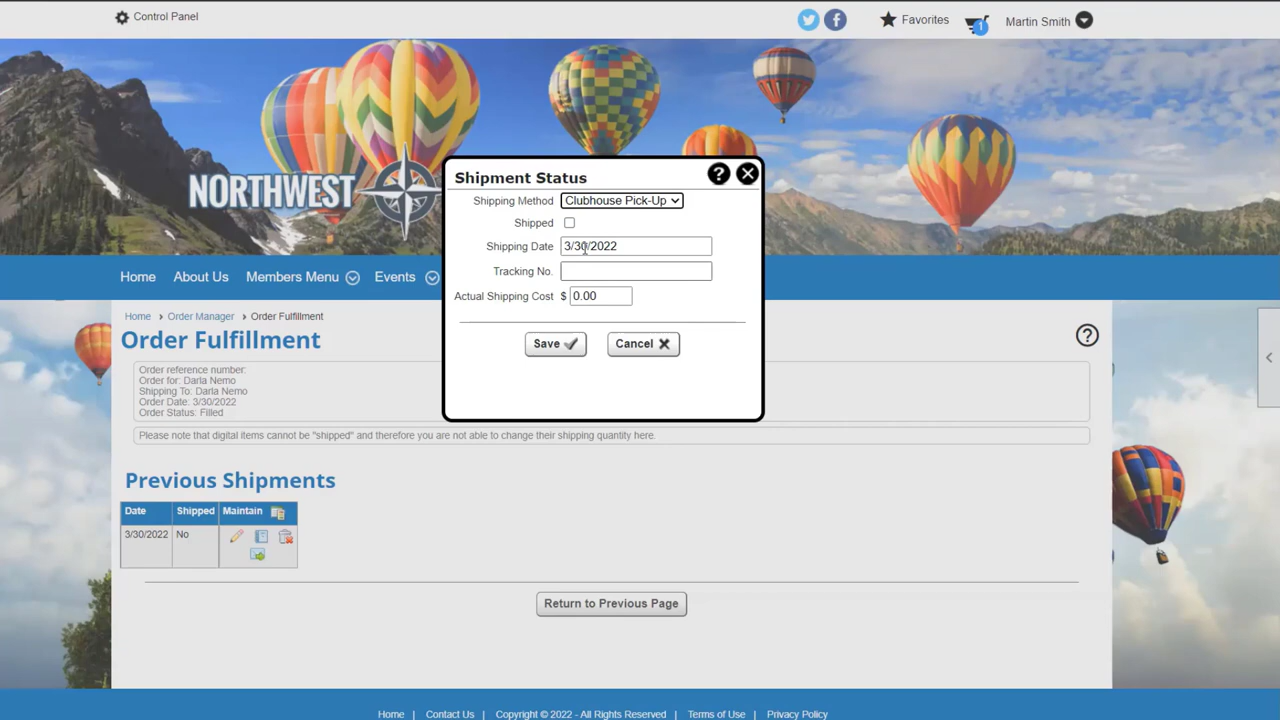 Control Panel
Favorites
1
Martin Smith
NORTHWEST
Shipment Status
?
Shipping Method Clubhouse Pick-Up
Shipped
Shipping Date 3/30/2022
Tracking No.
Actual Shipping Cost $ 0.00
Save
Cancel
Home About Us Members Menu Events
Home > Order Manager > Order Fulfillment
Order Fulfillment
?
Order reference number:
Order for: Darla Nemo
Shipping To: Darla Nemo
Order Date: 3/30/2022
Order Status: Filled
Please note that digital items cannot be "shipped" and therefore you are not able to change their shipping quantity here.
Previous Shipments
Date Shipped Maintain
3/30/2022 No
Return to Previous Page
Home | Contact Us | Copyright © 2022 - All Rights Reserved | Terms of Use | Privacy Policy